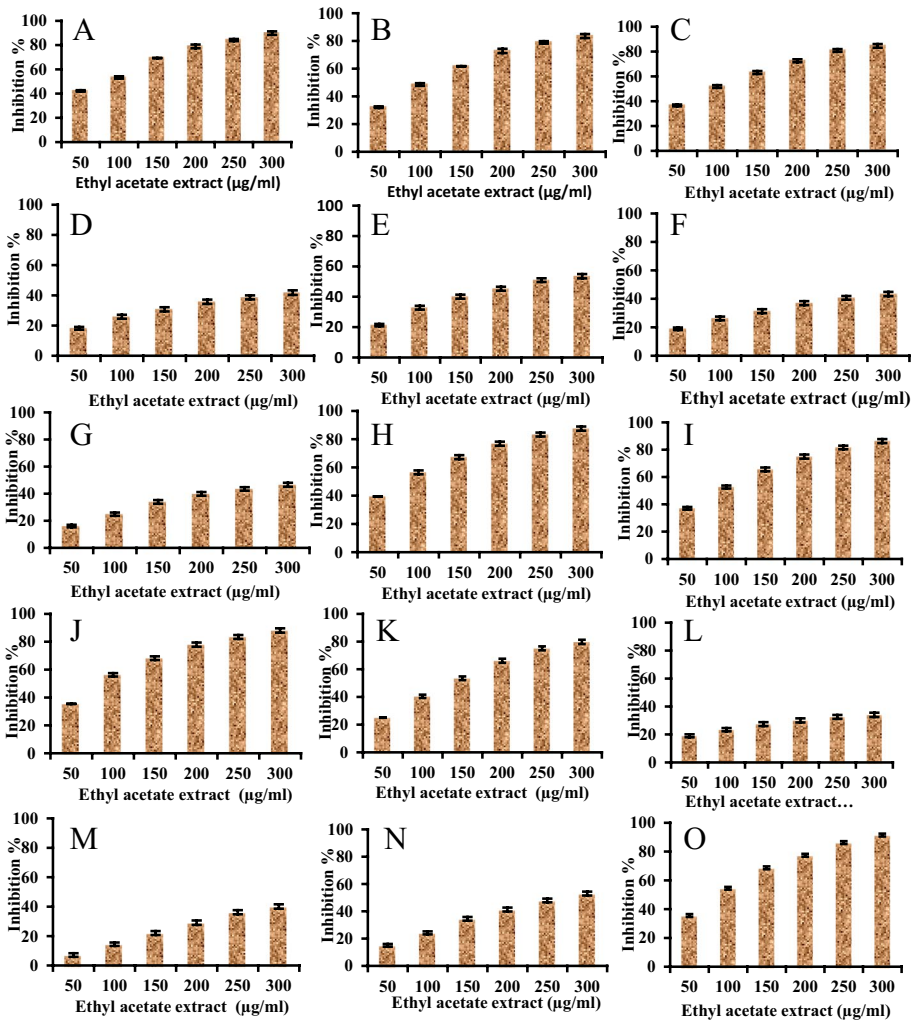 A
Inhibition %
100
80
60
40
20
0
50 100 150 200 250 300
Ethyl acetate extract (µg/ml)
B
Inhibition %
100
80
60
40
20
0
50 100 150 200 250 300
Ethyl acetate extract (µg/ml)
C
Inhibition %
100
80
60
40
20
0
50 100 150 200 250 300
Ethyl acetate extract (µg/ml)
D
Inhibition %
100
80
60
40
20
0
50 100 150 200 250 300
Ethyl acetate extract (µg/ml)
E
Inhibition %
100
80
60
40
20
0
50 100 150 200 250 300
Ethyl acetate extract (µg/ml)
F
Inhibition %
100
80
60
40
20
0
50 100 150 200 250 300
Ethyl acetate extract (µg/ml)
G
Inhibition %
100
80
60
40
20
0
50 100 150 200 250 300
Ethyl acetate extract (µg/ml)
H
Inhibition %
100
80
60
40
20
0
50 100 150 200 250 300
Ethyl acetate extract (µg/ml)
I
Inhibition %
100
80
60
40
20
0
50 100 150 200 250 300
Ethyl acetate extract (µg/ml)
J
Inhibition %
100
80
60
40
20
0
50 100 150 200 250 300
Ethyl acetate extract (µg/ml)
K
Inhibition %
100
80
60
40
20
0
50 100 150 200 250 300
Ethyl acetate extract (µg/ml)
L
Inhibition %
100
80
60
40
20
0
50 100 150 200 250 300
Ethyl acetate extract…
M
Inhibition %
100
80
60
40
20
0
50 100 150 200 250 300
Ethyl acetate extract (µg/ml)
N
Inhibition %
100
80
60
40
20
0
50 100 150 200 250 300
Ethyl acetate extract (µg/ml)
O
Inhibition %
100
80
60
40
20
0
50 100 150 200 250 300
Ethyl acetate extract (µg/ml)